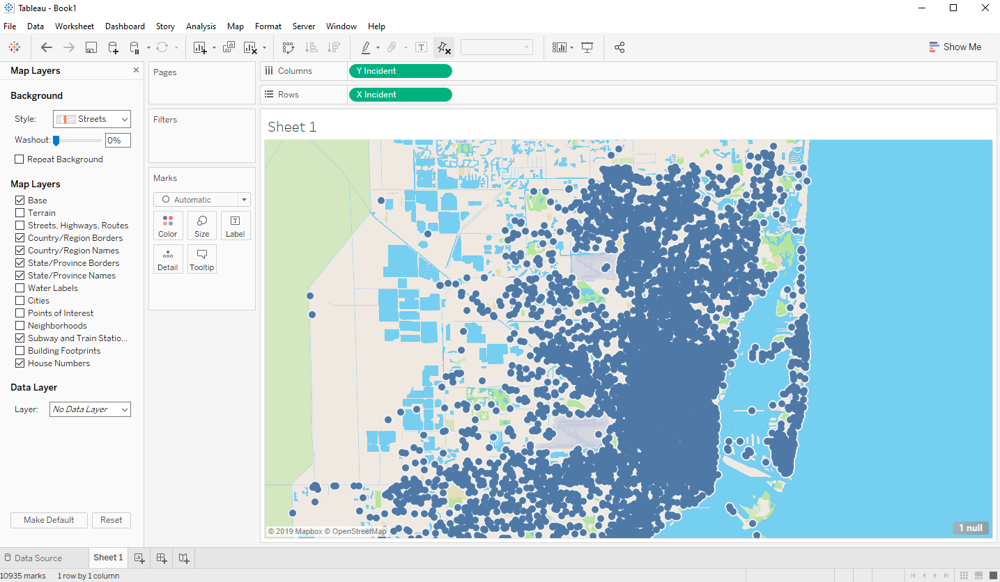 Tableau - Book1
File Data Worksheet Dashboard Story Analysis Map Format Server Window Help
Show Me
Map Layers
Background
Style: Streets
Washout: 0%
Repeat Background
Map Layers
Base
Terrain
Streets, Highways, Routes
Country/Region Borders
Country/Region Names
State/Province Borders
State/Province Names
Water Labels
Cities
Points of Interest
Neighborhoods
Subway and Train Statio...
Building Footprints
House Numbers
Data Layer
Layer: No Data Layer
Make Default Reset
Pages
Filters
Marks
Automatic
Color Size Label
Detail Tooltip
Columns Y Incident
Rows X Incident
Sheet 1
© 2019 Mapbox © OpenStreetMap
1 null
Data Source Sheet 1
10935 marks 1 row by 1 column